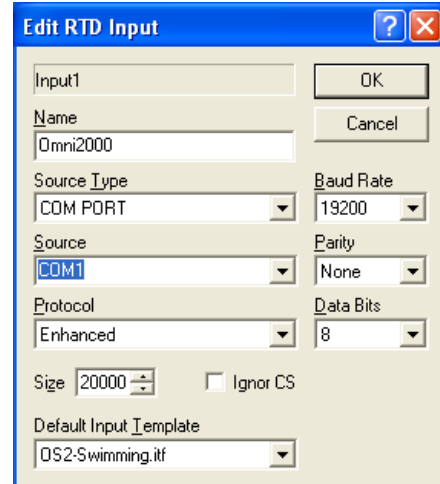 Edit RTD Input
Input1
OK
Name
Cancel
Omni2000
Source Type
Baud Rate
COM PORT
19200
Source
Parity
COM1
None
Protocol
Data Bits
Enhanced
8
Size 20000
Ignor CS
Default Input Template
OS2-Swimming.itf